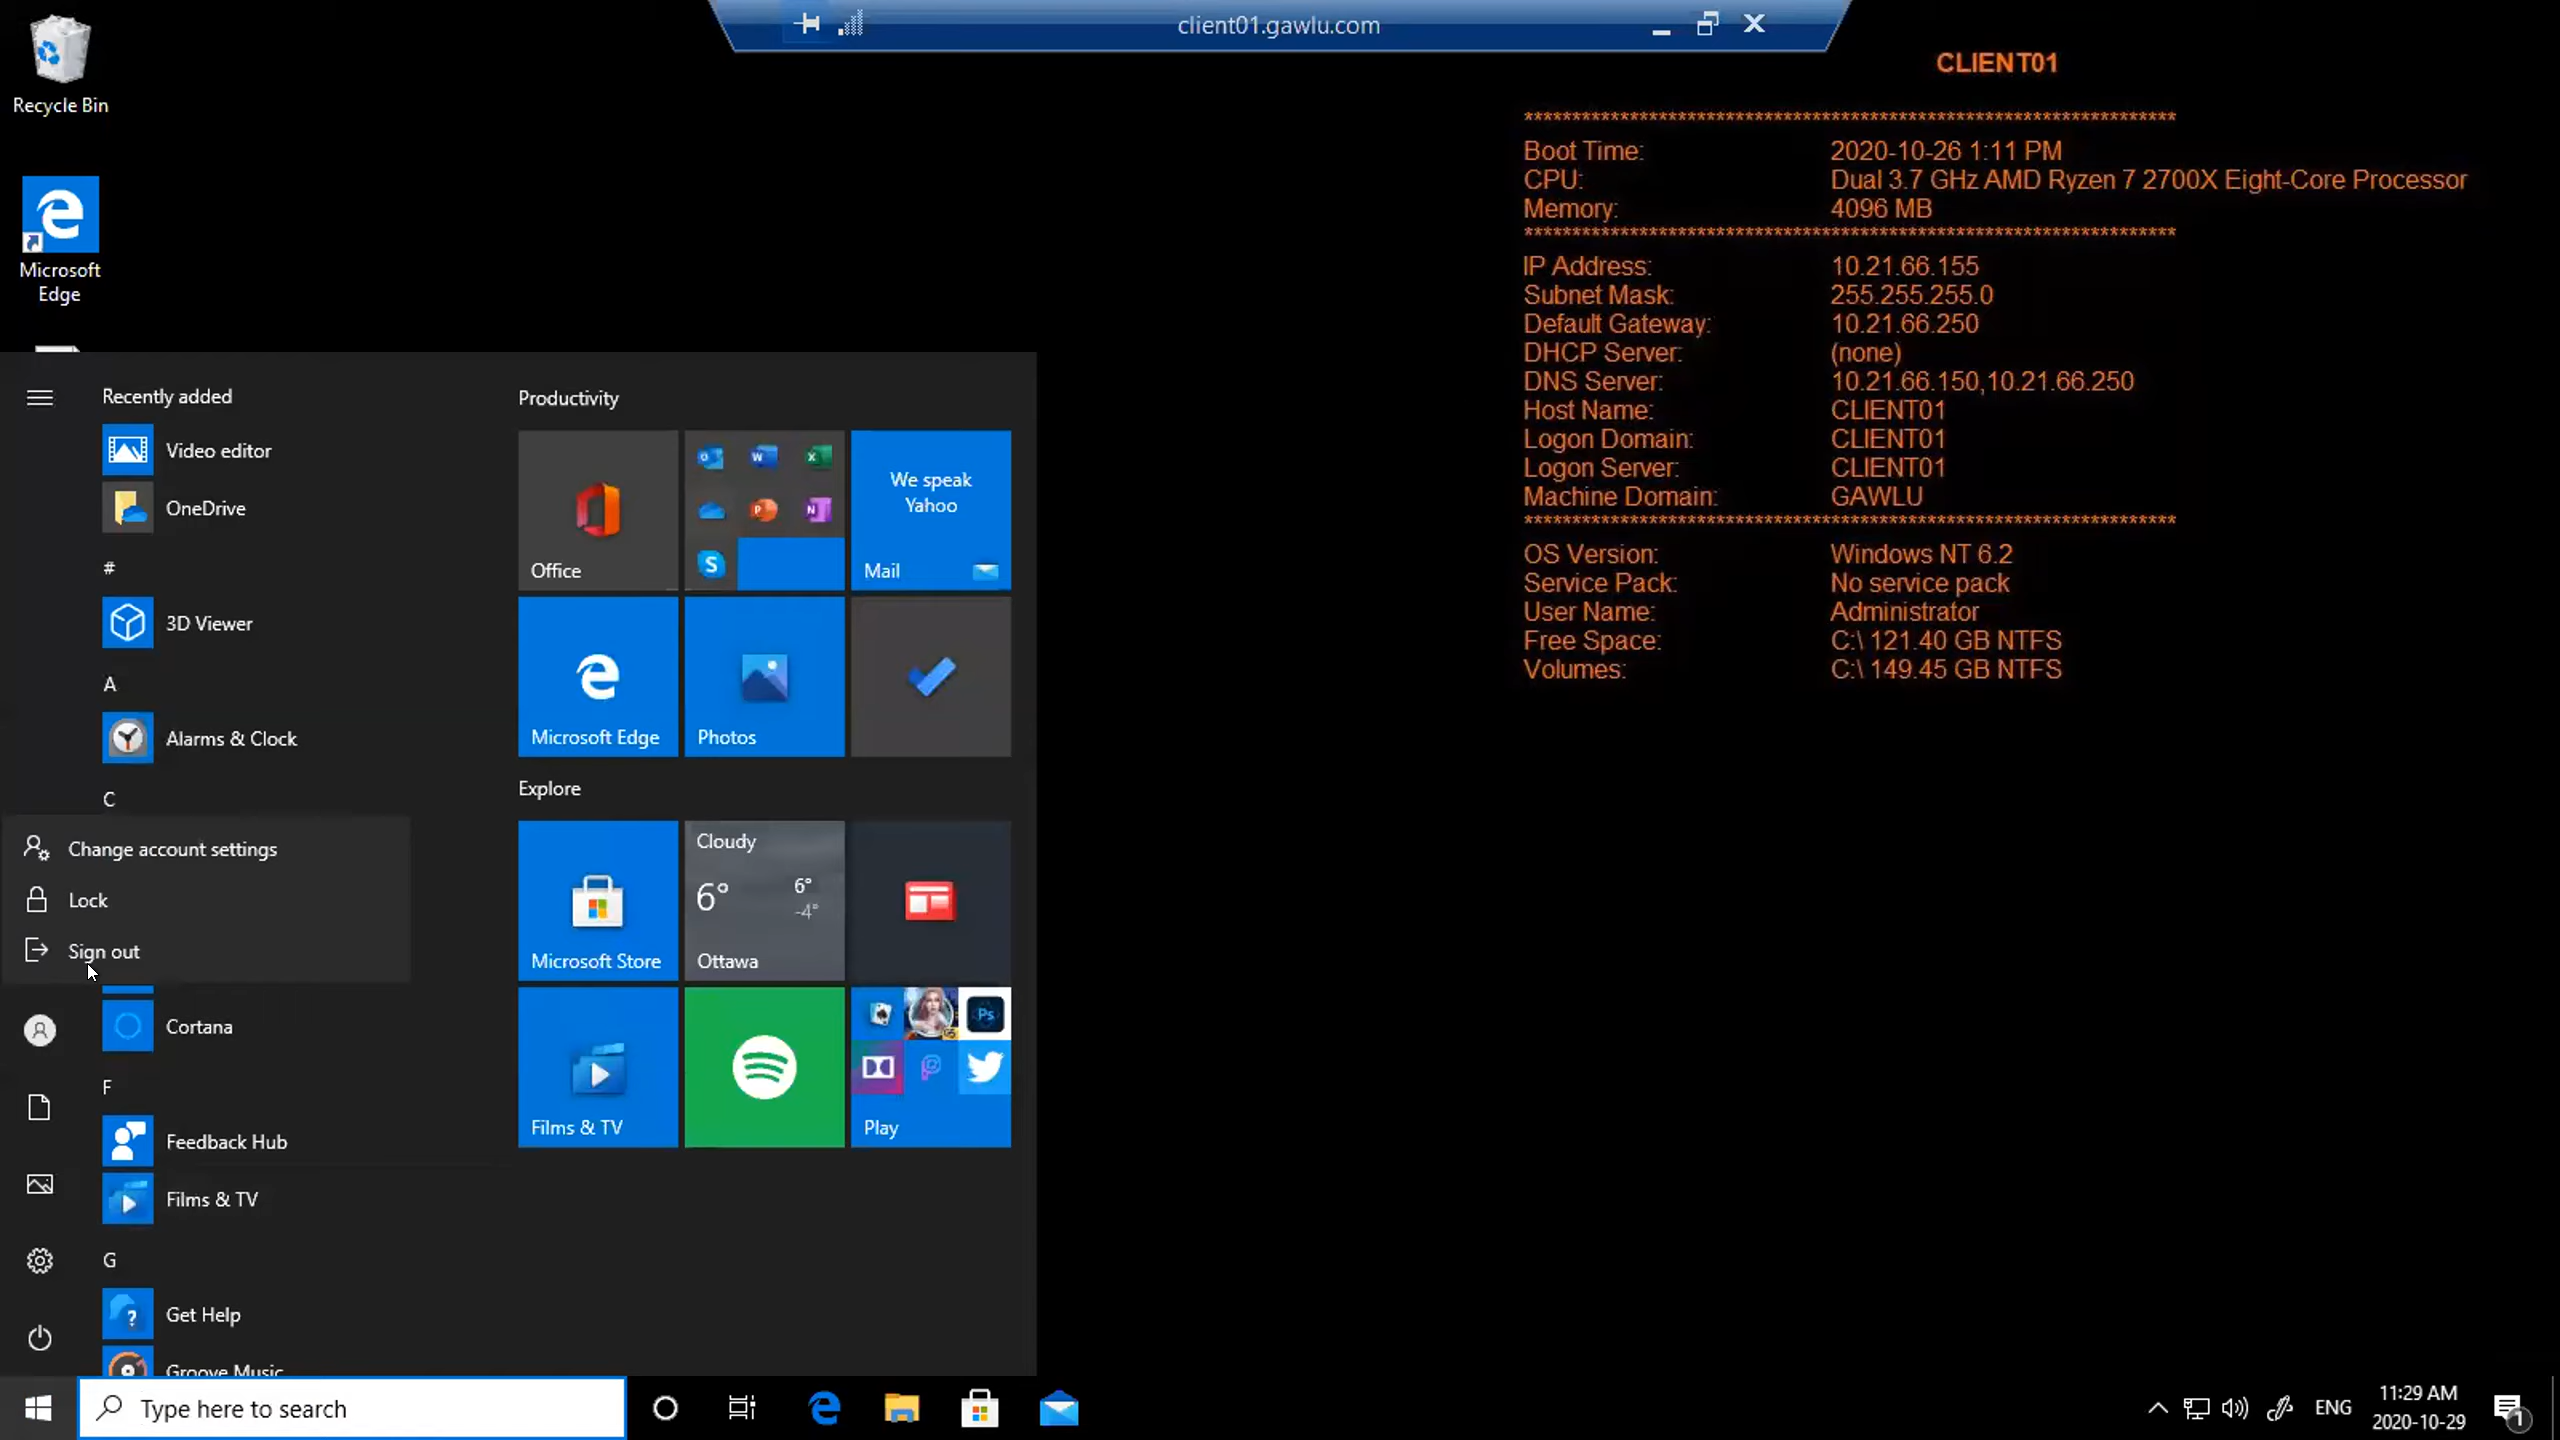 client01.gawlu.com
Recycle Bin
Microsoft
Edge
CLIENT01
*******************************************************************
Boot Time: 2020-10-26 1:11 PM
CPU: Dual 3.7 GHz AMD Ryzen 7 2700X Eight-Core Processor
Memory: 4096 MB
*******************************************************************
IP Address: 10.21.66.155
Subnet Mask: 255.255.255.0
Default Gateway: 10.21.66.250
DHCP Server: (none)
DNS Server: 10.21.66.150,10.21.66.250
Host Name: CLIENT01
Logon Domain: CLIENT01
Logon Server: CLIENT01
Machine Domain: GAWLU
*******************************************************************
OS Version: Windows NT 6.2
Service Pack: No service pack
User Name: Administrator
Free Space: C:\ 121.40 GB NTFS
Volumes: C:\ 149.45 GB NTFS
Recently added
Video editor
OneDrive
#
3D Viewer
A
Alarms & Clock
C
Change account settings
Lock
Sign out
Cortana
F
Feedback Hub
Films & TV
G
Get Help
Groove Music
Productivity
Office
We speak
Yahoo
Mail
Microsoft Edge
Photos
Explore
Microsoft Store
Cloudy
6° 6°
-4°
Ottawa
Films & TV
Ps
Play
Type here to search
ENG
11:29 AM
2020-10-29
1